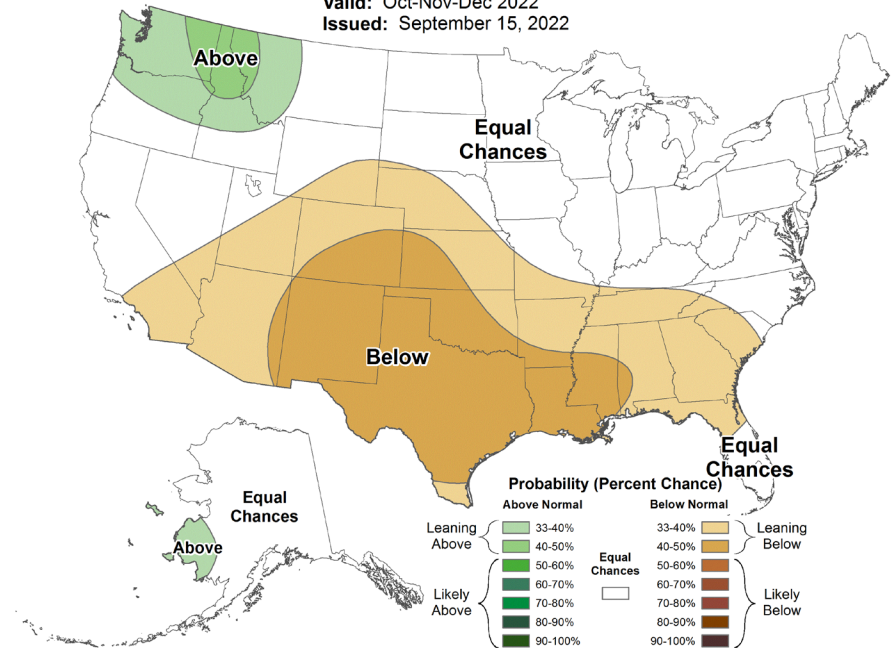 Valid: Oct-Nov-Dec 2022
Issued: September 15, 2022
Above
Equal
Chances
Below
Equal
Chances
Equal
Chances
Above
Probability (Percent Chance)
Above Normal
Below Normal
Leaning
Above
33-40%
40-50%
Likely
Above
50-60%
60-70%
70-80%
80-90%
90-100%
Equal
Chances
33-40%
40-50%
Leaning
Below
50-60%
60-70%
70-80%
80-90%
90-100%
Likely
Below